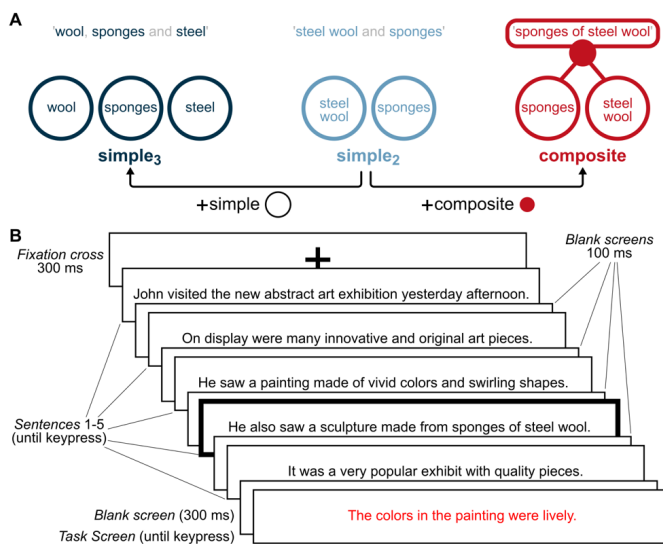 A
'wool, sponges and steel'
'steel wool and sponges'
'sponges of steel wool'
wool
sponges
steel
steel
wool
sponges
sponges
steel
wool
simple3
simple2
composite
+simple
+composite
B
Fixation cross
300 ms
Blank screens
100 ms
+
John visited the new abstract art exhibition yesterday afternoon.
On display were many innovative and original art pieces.
He saw a painting made of vivid colors and swirling shapes.
Sentences 1-5
(until keypress)
He also saw a sculpture made from sponges of steel wool.
It was a very popular exhibit with quality pieces.
Blank screen (300 ms)
Task Screen (until keypress)
The colors in the painting were lively.